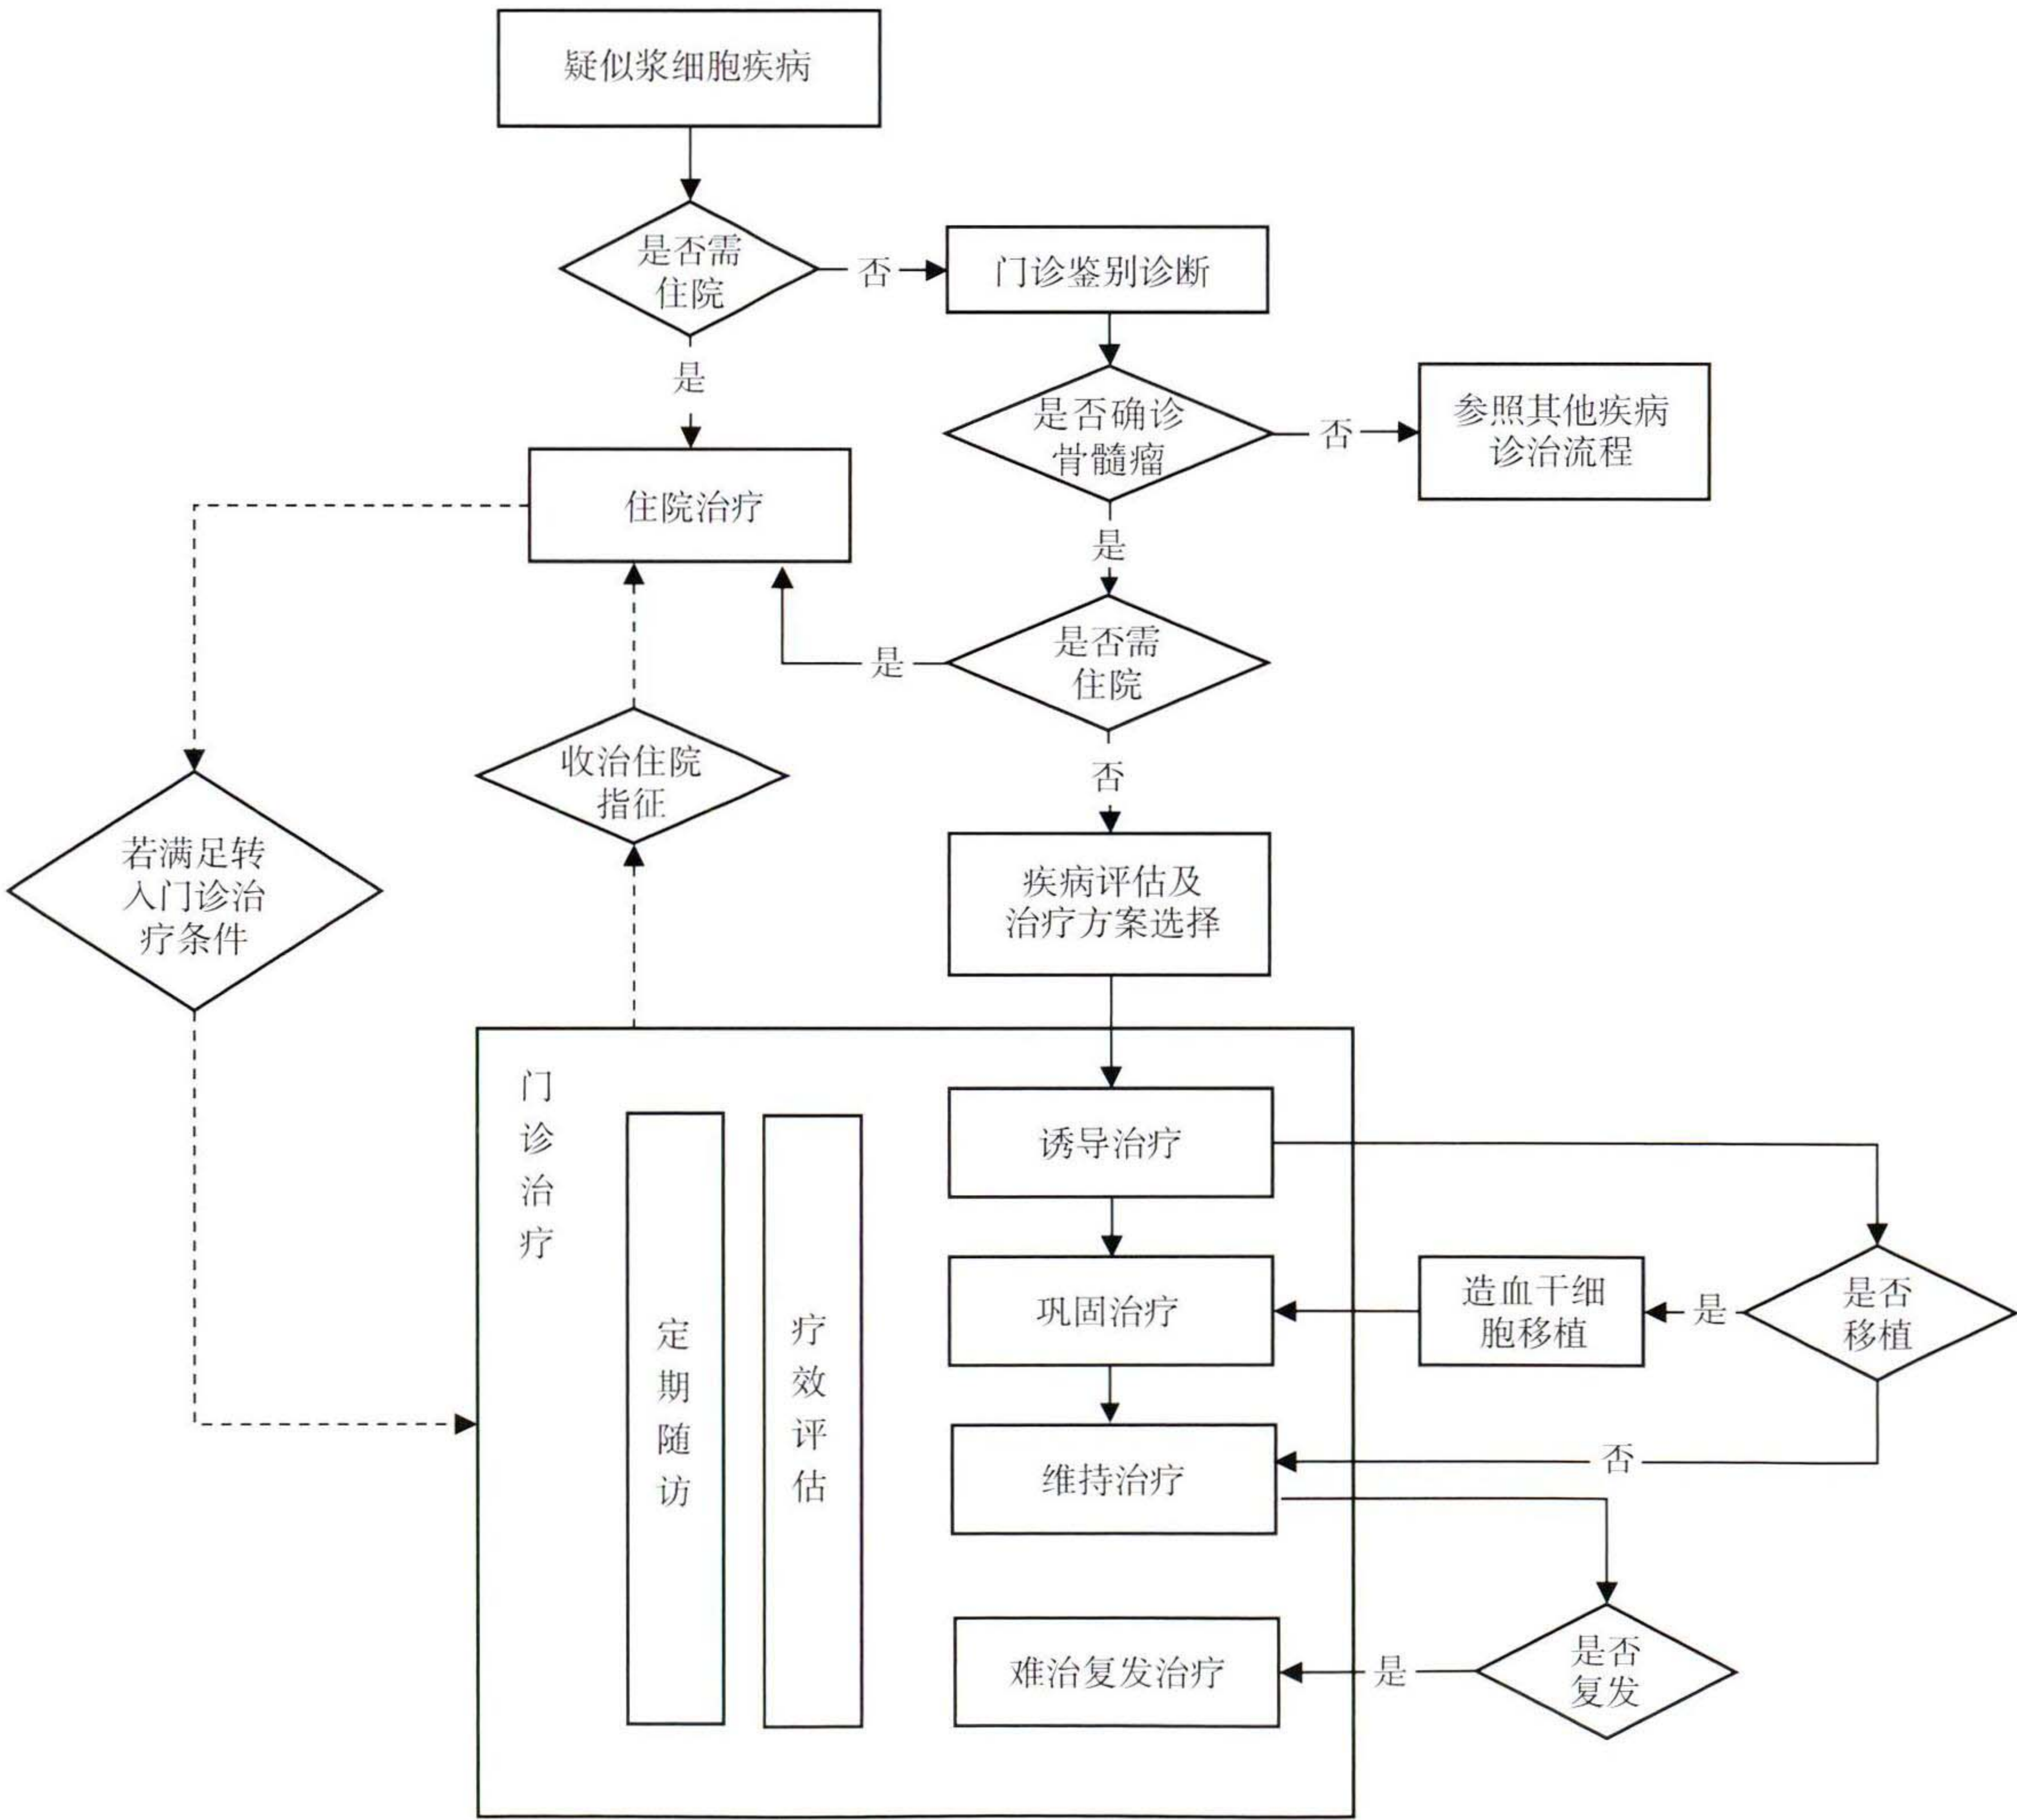 疑似浆细胞疾病
是否需
住院
否
门诊鉴别诊断
是
是否确诊
骨髓瘤
否
参照其他疾病
诊治流程
住院治疗
是
是否需
住院
是
收治住院
指征
否
若满足转
入门诊治
疗条件
疾病评估及
治疗方案选择
门诊治疗
定期随访
疗效评估
诱导治疗
巩固治疗
造血干细
胞移植
是
是否
移植
维持治疗
否
难治复发治疗
是
是否
复发